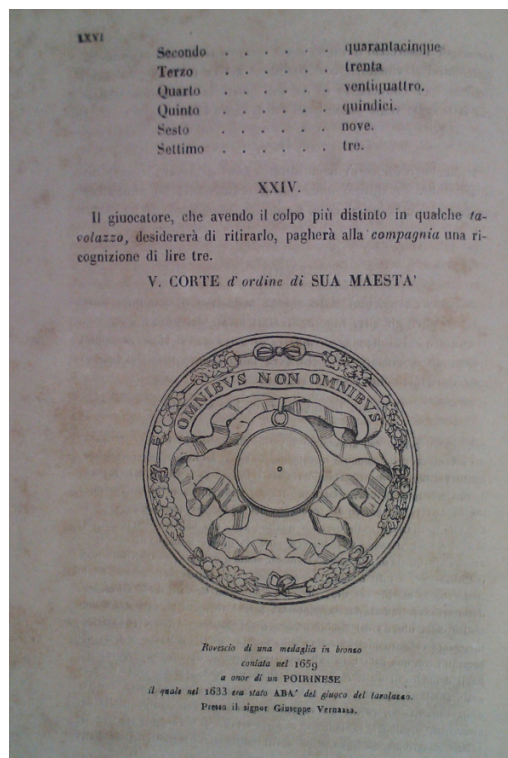 LXVI
Secondo . . . . . . quarantacinque
Terzo . . . . . . trenta
Quarto . . . . . . ventiquattro.
Quinto . . . . . . quindici.
Sesto . . . . . . nove.
Settimo . . . . . . tre.
XXIV.
Il giuocatore, che avendo il colpo più distinto in qualche ta-
volazzo, desidererà di ritirarlo, pagherà alla compagnia una ri-
cognizione di lire tre.
V. CORTE d'ordine di SUA MAESTA'
OMNIBVS NON OMNIBVS
Rovescio di una medaglia in bronzo
coniata nel 1659
a onor di un POIRINESE
il quale nel 1633 era stato ABA' del giuoco del tavolazzo.
Presso il signor Giuseppe Vernazza.